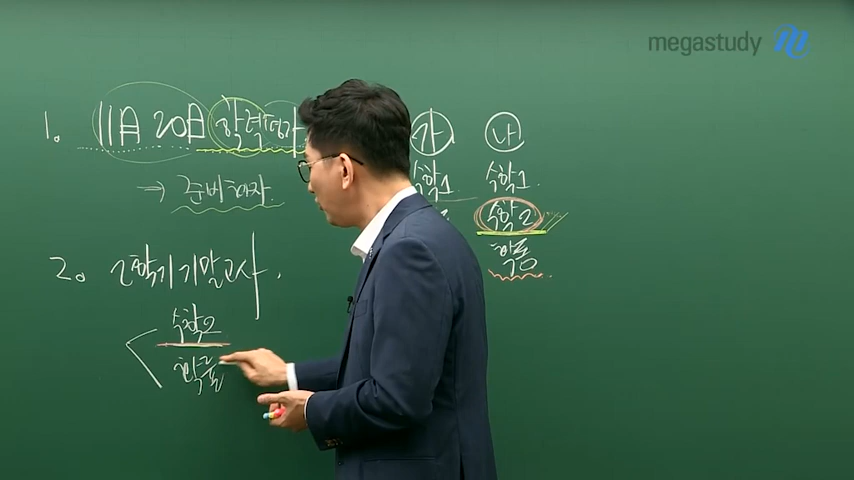 megastudy
1. 11月 20日 학력평가
가 나
⇒ 준비하자.
수학1 수학1.
수학2
확통
2. 2학기 기말고사.
수학2
확통